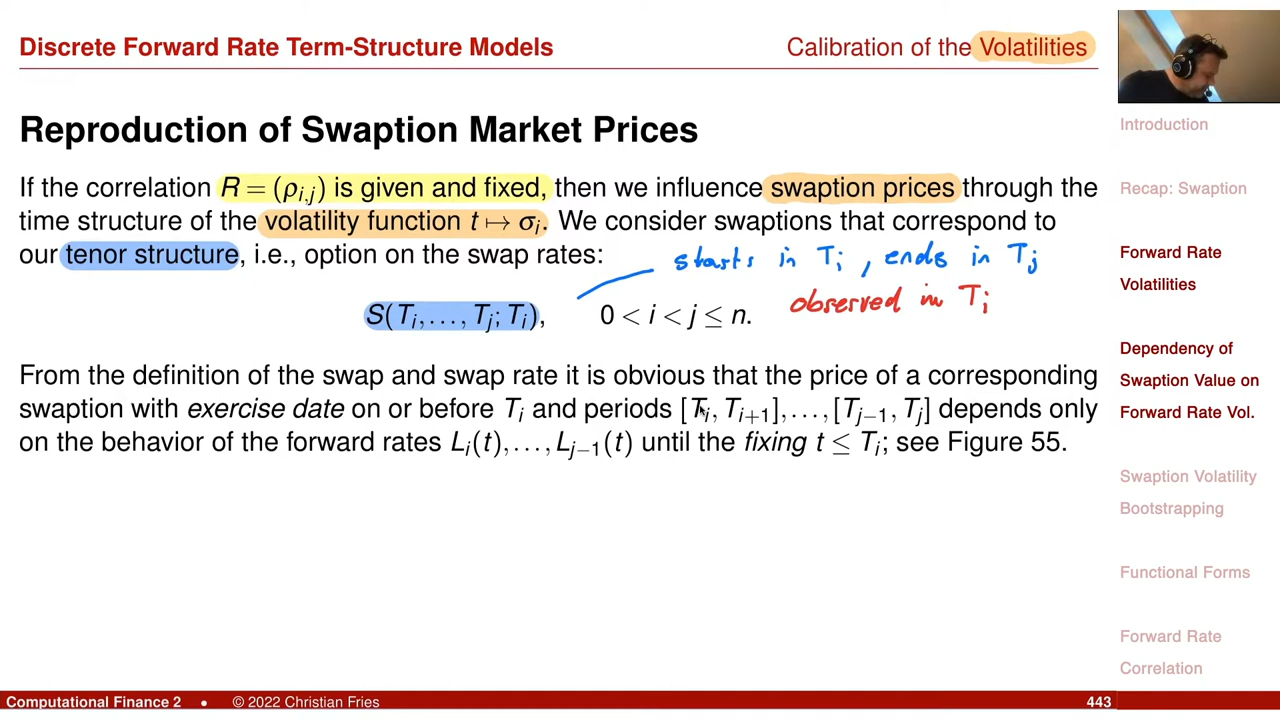 Discrete Forward Rate Term-Structure Models
Calibration of the Volatilities
Reproduction of Swaption Market Prices
If the correlation R = (ρi,j) is given and fixed, then we influence swaption prices through the
time structure of the volatility function t ↦ σi. We consider swaptions that correspond to
our tenor structure, i.e., option on the swap rates:
starts in Ti, ends in Tj
observed in Ti
S(Ti,...,Tj;Ti), 0 < i < j ≤ n.
From the definition of the swap and swap rate it is obvious that the price of a corresponding
swaption with exercise date on or before Ti and periods [Ti, Ti+1],...,[Tj−1, Tj] depends only
on the behavior of the forward rates Li(t),...,Lj−1(t) until the fixing t ≤ Ti; see Figure 55.
Introduction
Recap: Swaption
Forward Rate
Volatilities
Dependency of
Swaption Value on
Forward Rate Vol.
Swaption Volatility
Bootstrapping
Functional Forms
Forward Rate
Correlation
Computational Finance 2 • © 2022 Christian Fries
443